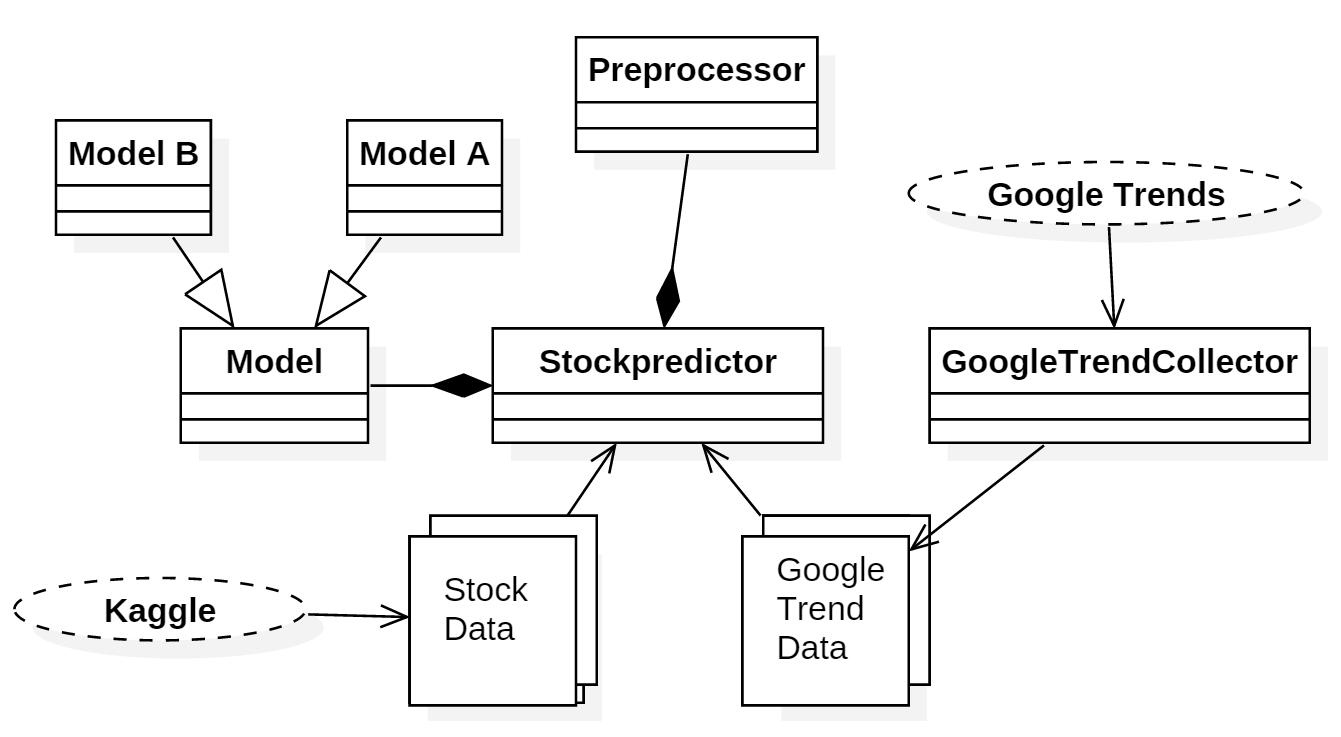 Preprocessor
Model B
Model A
Google Trends
Model
Stockpredictor
GoogleTrendCollector
Stock
Data
Google
Trend
Data
Kaggle